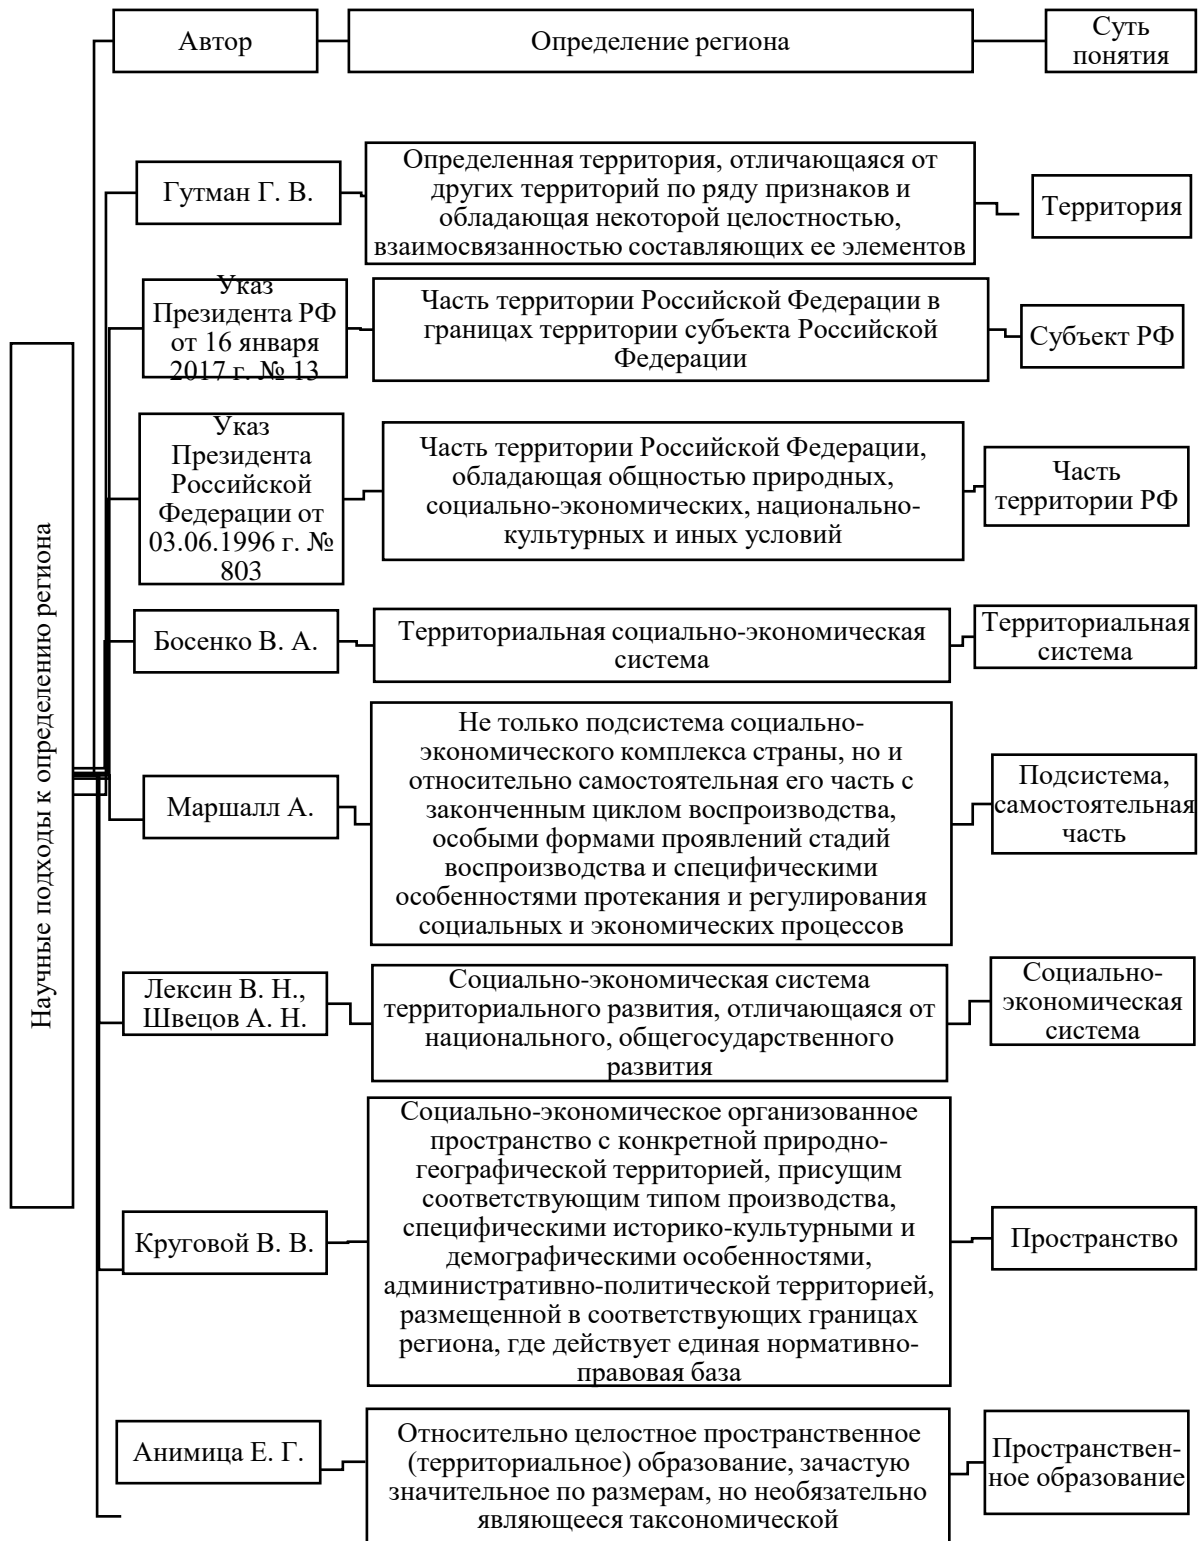 Научные подходы к определению региона
Автор
Определение региона
Суть
понятия
Гутман Г. В.
Определенная территория, отличающаяся от
других территорий по ряду признаков и
обладающая некоторой целостностью,
взаимосвязанностью составляющих ее элементов
Территория
Указ
Президента РФ
от 16 января
2017 г. № 13
Часть территории Российской Федерации в
границах территории субъекта Российской
Федерации
Субъект РФ
Указ
Президента
Российской
Федерации от
03.06.1996 г. №
803
Часть территории Российской Федерации,
обладающая общностью природных,
социально-экономических, национально-
культурных и иных условий
Часть
территории РФ
Босенко В. А.
Территориальная социально-экономическая
система
Территориальная
система
Маршалл А.
Не только подсистема социально-
экономического комплекса страны, но и
относительно самостоятельная его часть с
законченным циклом воспроизводства,
особыми формами проявлений стадий
воспроизводства и специфическими
особенностями протекания и регулирования
социальных и экономических процессов
Подсистема,
самостоятельная
часть
Лексин В. Н.,
Швецов А. Н.
Социально-экономическая система
территориального развития, отличающаяся от
национального, общегосударственного
развития
Социально-
экономическая
система
Круговой В. В.
Социально-экономическое организованное
пространство с конкретной природно-
географической территорией, присущим
соответствующим типом производства,
специфическими историко-культурными и
демографическими особенностями,
административно-политической территорией,
размещенной в соответствующих границах
региона, где действует единая нормативно-
правовая база
Пространство
Анимица Е. Г.
Относительно целостное пространственное
(территориальное) образование, зачастую
значительное по размерам, но необязательно
являющееся таксономической
Пространствен-
ное образование